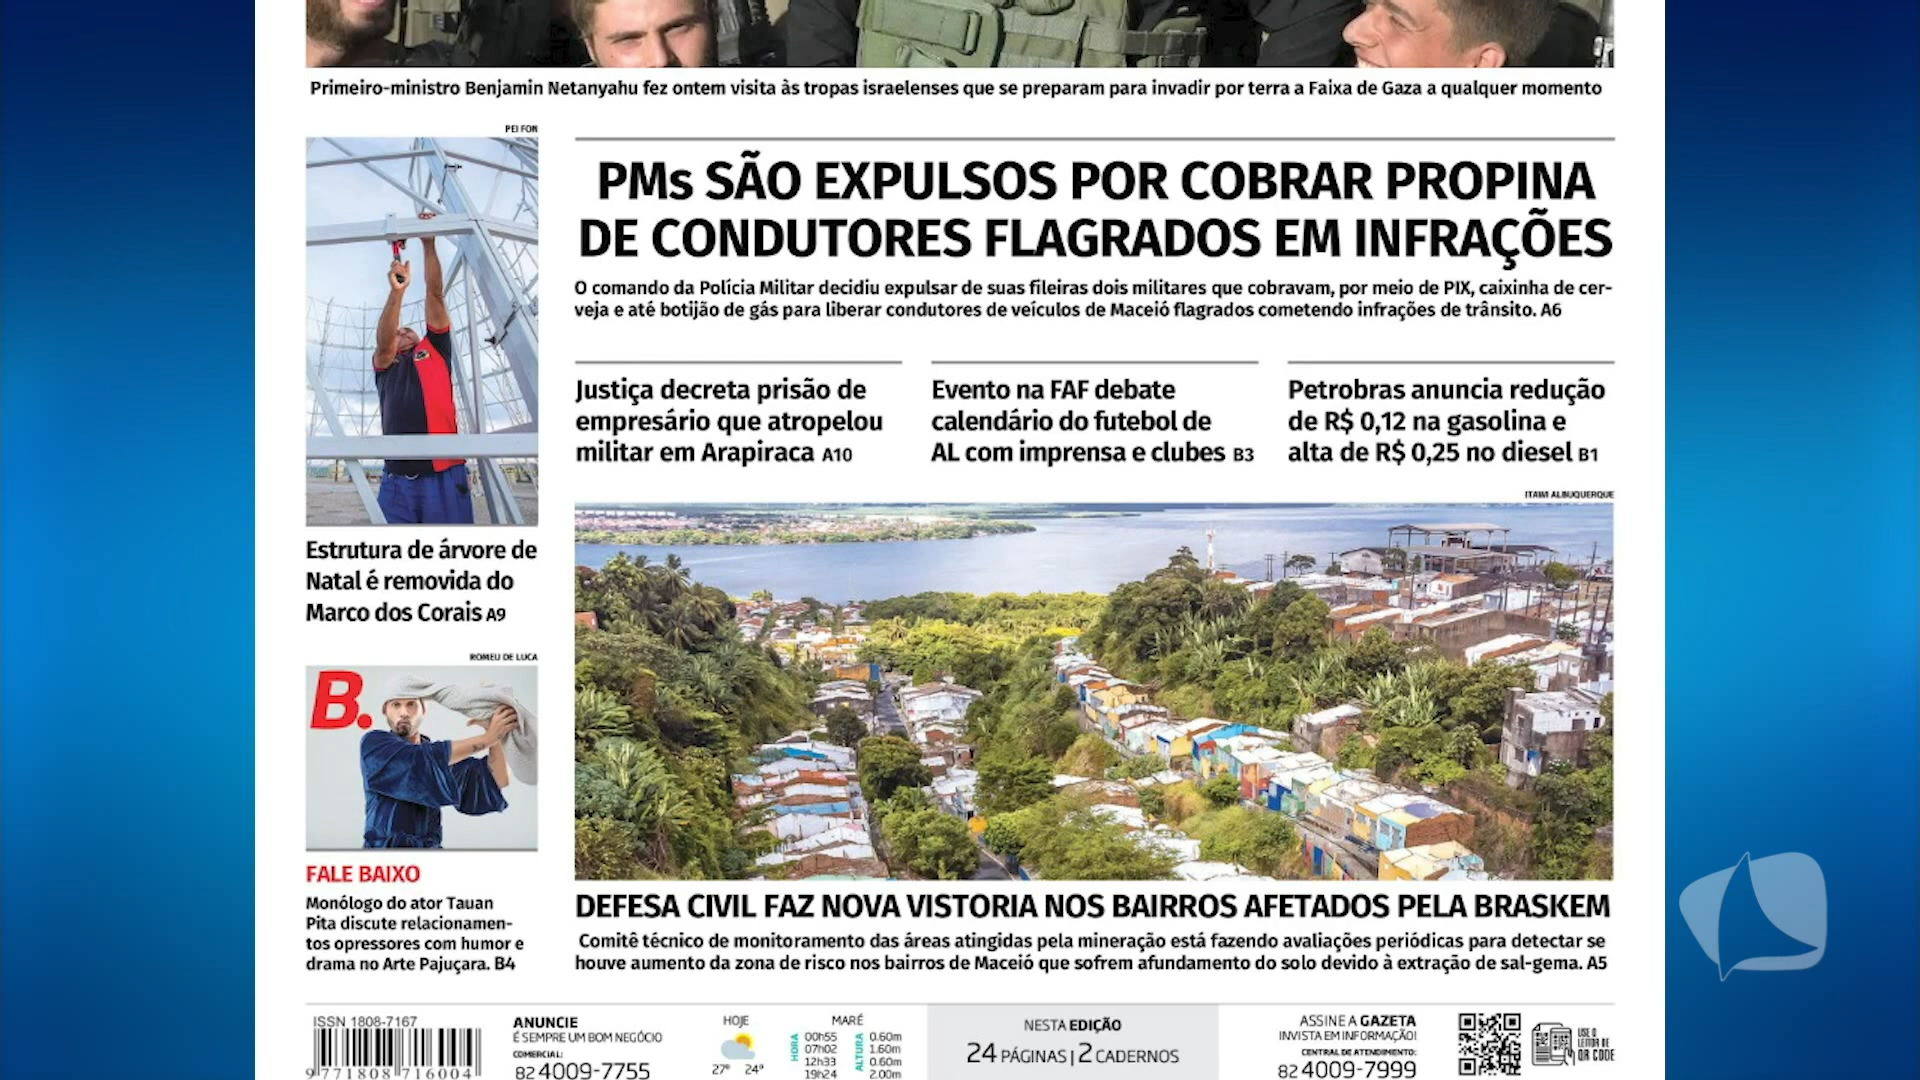 Primeiro-ministro Benjamin Netanyahu fez ontem visita às tropas israelenses que se preparam para invadir por terra a Faixa de Gaza a qualquer momento
PEI FON
PMs SÃO EXPULSOS POR COBRAR PROPINA
DE CONDUTORES FLAGRADOS EM INFRAÇÕES
O comando da Polícia Militar decidiu expulsar de suas fileiras dois militares que cobravam, por meio de PIX, caixinha de cer-
veja e até botijão de gás para liberar condutores de veículos de Maceió flagrados cometendo infrações de trânsito. A6
Justiça decreta prisão de
empresário que atropelou
militar em Arapiraca A10
Evento na FAF debate
calendário do futebol de
AL com imprensa e clubes B3
Petrobras anuncia redução
de R$ 0,12 na gasolina e
alta de R$ 0,25 no diesel B1
ITAWI ALBUQUERQUE
Estrutura de árvore de
Natal é removida do
Marco dos Corais A9
ROMEU DE LUCA
B.
FALE BAIXO
Monólogo do ator Tauan
Pita discute relacionamen-
tos opressores com humor e
drama no Arte Pajuçara. B4
DEFESA CIVIL FAZ NOVA VISTORIA NOS BAIRROS AFETADOS PELA BRASKEM
Comitê técnico de monitoramento das áreas atingidas pela mineração está fazendo avaliações periódicas para detectar se
houve aumento da zona de risco nos bairros de Maceió que sofrem afundamento do solo devido à extração de sal-gema. A5
ISSN 1808-7167
9 771808 716004
ANUNCIE
É SEMPRE UM BOM NEGÓCIO
COMERCIAL:
82 4009-7755
HOJE
27º 24º
MARÉ
HORA
00h55
07h02
12h33
19h24
ALTURA
0.60m
1.60m
0.60m
2.00m
NESTA EDIÇÃO
24 PÁGINAS | 2 CADERNOS
ASSINE A GAZETA
INVISTA EM INFORMAÇÃO!
CENTRAL DE ATENDIMENTO:
82 4009-7999
USE O
LEITOR DE
QR CODE